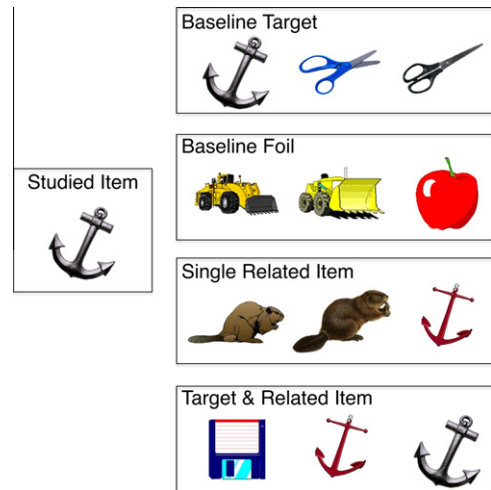 Baseline Target
Baseline Foil
Studied Item
Single Related Item
Target & Related Item